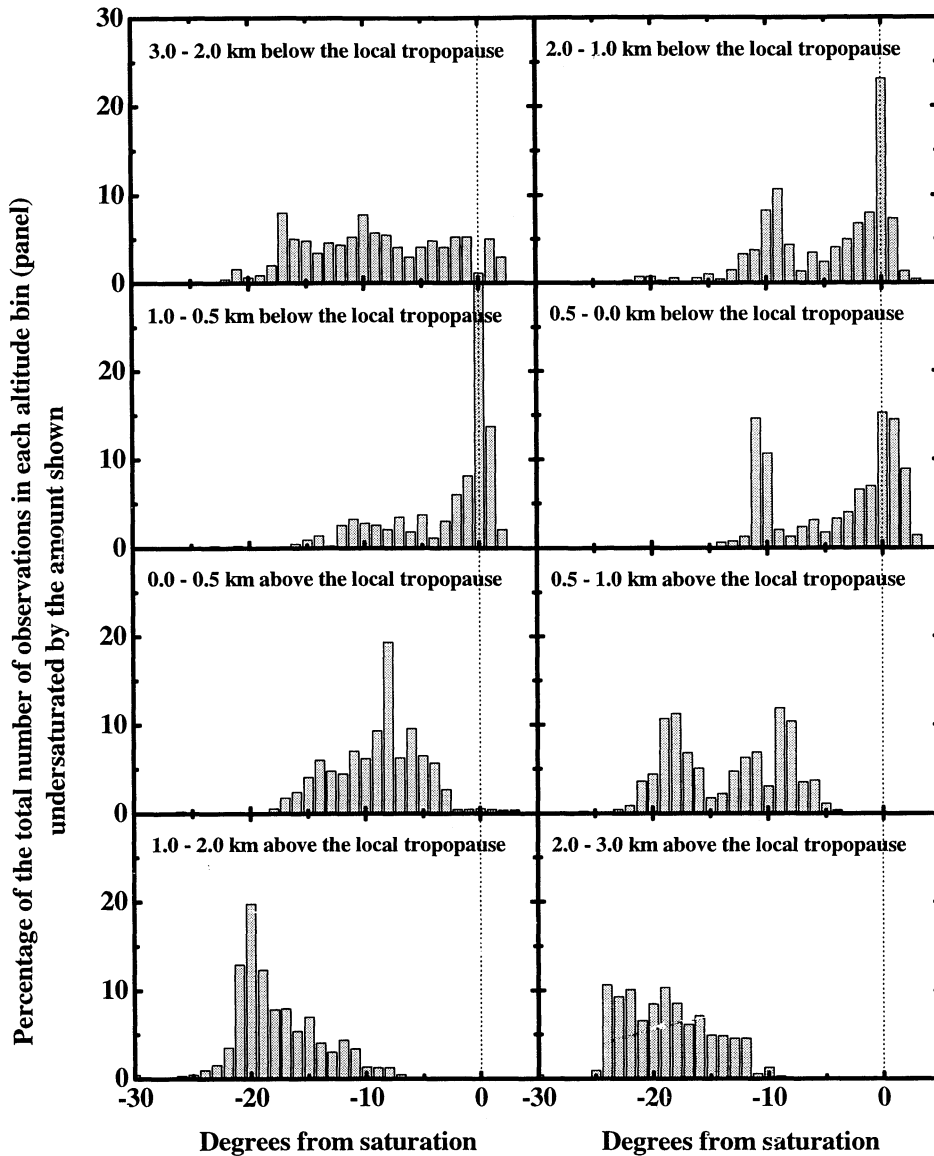 Percentage of the total number of observations in each altitude bin (panel)
undersaturated by the amount shown
30
20
10
0
3.0 - 2.0 km below the local tropopause
2.0 - 1.0 km below the local tropopause
20
10
0
1.0 - 0.5 km below the local tropopause
0.5 - 0.0 km below the local tropopause
20
10
0
0.0 - 0.5 km above the local tropopause
0.5 - 1.0 km above the local tropopause
20
10
0
1.0 - 2.0 km above the local tropopause
2.0 - 3.0 km above the local tropopause
-30 -20 -10 0 -30 -20 -10 0
Degrees from saturation Degrees from saturation